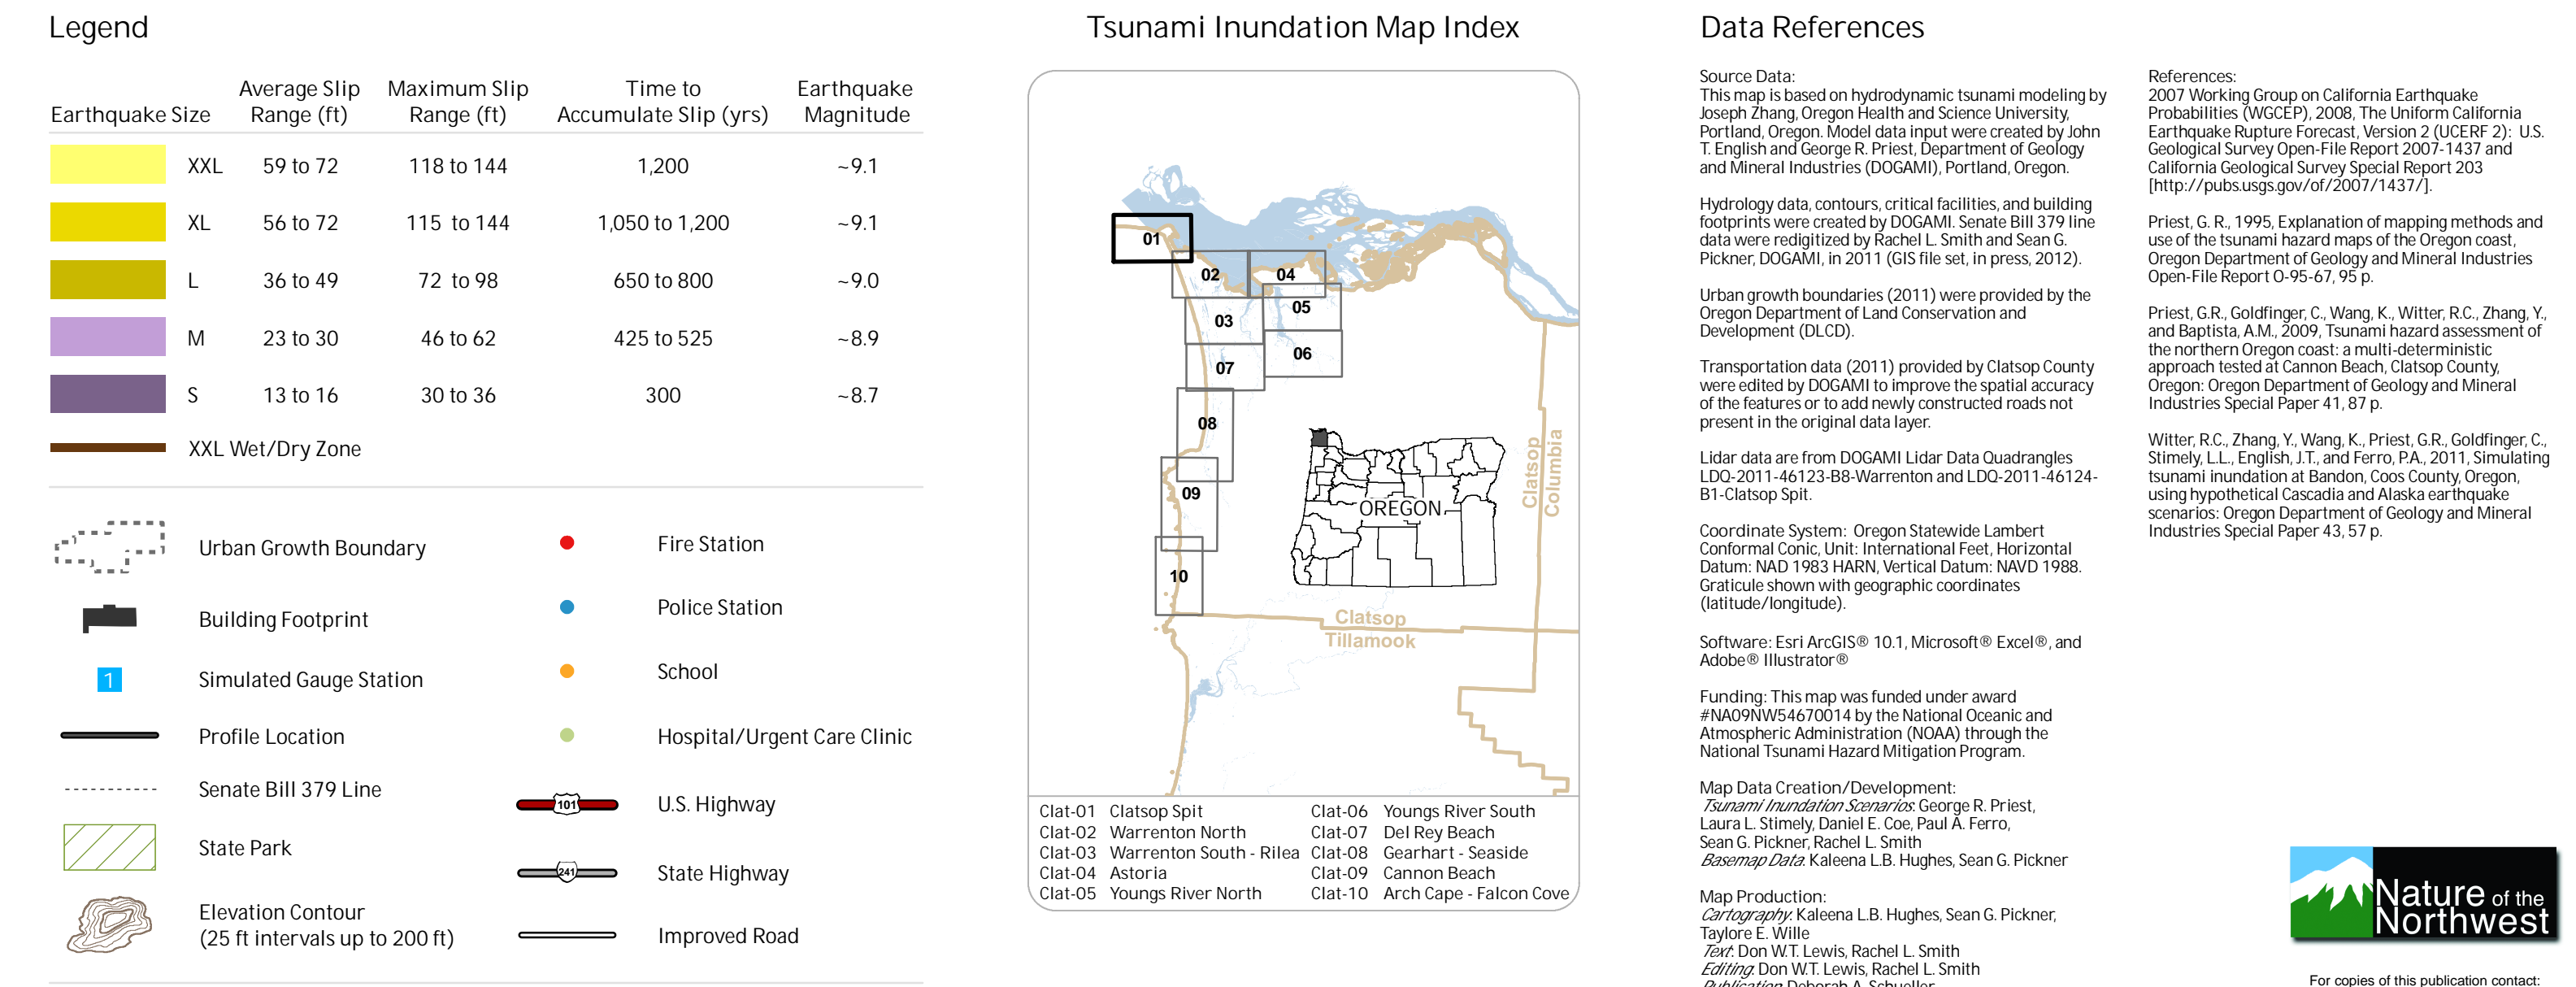 Legend
Earthquake Size
Average Slip
Range (ft)
Maximum Slip
Range (ft)
Time to
Accumulate Slip (yrs)
Earthquake
Magnitude
XXL 59 to 72 118 to 144 1,200 ~9.1
XL 56 to 72 115 to 144 1,050 to 1,200 ~9.1
L 36 to 49 72 to 98 650 to 800 ~9.0
M 23 to 30 46 to 62 425 to 525 ~8.9
S 13 to 16 30 to 36 300 ~8.7
XXL Wet/Dry Zone
Urban Growth Boundary
Building Footprint
1 Simulated Gauge Station
Profile Location
Senate Bill 379 Line
State Park
Elevation Contour
(25 ft intervals up to 200 ft)
Fire Station
Police Station
School
Hospital/Urgent Care Clinic
101 U.S. Highway
241 State Highway
Improved Road
Tsunami Inundation Map Index
01
02
04
05
03
06
07
08
09
10
OREGON
Clatsop
Columbia
Clatsop
Tillamook
Clat-01 Clatsop Spit
Clat-02 Warrenton North
Clat-03 Warrenton South - Rilea
Clat-04 Astoria
Clat-05 Youngs River North
Clat-06 Youngs River South
Clat-07 Del Rey Beach
Clat-08 Gearhart - Seaside
Clat-09 Cannon Beach
Clat-10 Arch Cape - Falcon Cove
Data References
Source Data:
This map is based on hydrodynamic tsunami modeling by
Joseph Zhang, Oregon Health and Science University,
Portland, Oregon. Model data input were created by John
T. English and George R. Priest, Department of Geology
and Mineral Industries (DOGAMI), Portland, Oregon.
Hydrology data, contours, critical facilities, and building
footprints were created by DOGAMI. Senate Bill 379 line
data were redigitized by Rachel L. Smith and Sean G.
Pickner, DOGAMI, in 2011 (GIS file set, in press, 2012).
Urban growth boundaries (2011) were provided by the
Oregon Department of Land Conservation and
Development (DLCD).
Transportation data (2011) provided by Clatsop County
were edited by DOGAMI to improve the spatial accuracy
of the features or to add newly constructed roads not
present in the original data layer.
Lidar data are from DOGAMI Lidar Data Quadrangles
LDQ-2011-46123-B8-Warrenton and LDQ-2011-46124-
B1-Clatsop Spit.
Coordinate System: Oregon Statewide Lambert
Conformal Conic, Unit: International Feet, Horizontal
Datum: NAD 1983 HARN, Vertical Datum: NAVD 1988.
Graticule shown with geographic coordinates
(latitude/longitude).
Software: Esri ArcGIS® 10.1, Microsoft® Excel®, and
Adobe® Illustrator®
Funding: This map was funded under award
#NA09NW54670014 by the National Oceanic and
Atmospheric Administration (NOAA) through the
National Tsunami Hazard Mitigation Program.
Map Data Creation/Development:
Tsunami Inundation Scenarios: George R. Priest,
Laura L. Stimely, Daniel E. Coe, Paul A. Ferro,
Sean G. Pickner, Rachel L. Smith
Basemap Data: Kaleena L.B. Hughes, Sean G. Pickner
Map Production:
Cartography: Kaleena L.B. Hughes, Sean G. Pickner,
Taylore E. Wille
Text: Don W.T. Lewis, Rachel L. Smith
Editing: Don W.T. Lewis, Rachel L. Smith
Publication: Deborah A. Schueller
References:
2007 Working Group on California Earthquake
Probabilities (WGCEP), 2008, The Uniform California
Earthquake Rupture Forecast, Version 2 (UCERF 2): U.S.
Geological Survey Open-File Report 2007-1437 and
California Geological Survey Special Report 203
[http://pubs.usgs.gov/of/2007/1437/].
Priest, G. R., 1995, Explanation of mapping methods and
use of the tsunami hazard maps of the Oregon coast,
Oregon Department of Geology and Mineral Industries
Open-File Report O-95-67, 95 p.
Priest, G.R., Goldfinger, C., Wang, K., Witter, R.C., Zhang, Y.,
and Baptista, A.M., 2009, Tsunami hazard assessment of
the northern Oregon coast: a multi-deterministic
approach tested at Cannon Beach, Clatsop County,
Oregon: Oregon Department of Geology and Mineral
Industries Special Paper 41, 87 p.
Witter, R.C., Zhang, Y., Wang, K., Priest, G.R., Goldfinger, C.,
Stimely, L.L., English, J.T., and Ferro, P.A., 2011, Simulating
tsunami inundation at Bandon, Coos County, Oregon,
using hypothetical Cascadia and Alaska earthquake
scenarios: Oregon Department of Geology and Mineral
Industries Special Paper 43, 57 p.
Nature of the
Northwest
For copies of this publication contact: